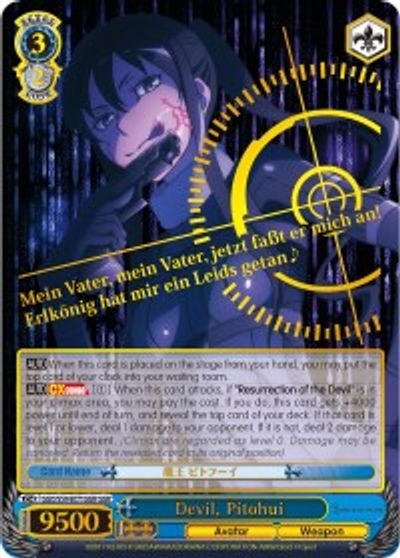 3
2
Mein Vater, mein Vater, jetzt faßt er mich an!
Erlkönig hat mir ein Leids getan♪
When this card is placed on the stage from your hand, you may put the
top card of your clock into your waiting room.
CX When this card attacks, if "Resurrection of the Devil" is in
your climax area, you may pay the cost. If you do, this card gets +4000
power until end of turn, and reveal the top card of your deck. If that card is
level 1 or lower, deal 1 damage to your opponent. If it is not, deal 2 damage to
your opponent. (Climax are regarded as level 0. Damage may be
canceled. Return the revealed card to its original position.)
Card Name
魔王 ピトフーイ
9500
Devil, Pitohui
Avatar
Weapon